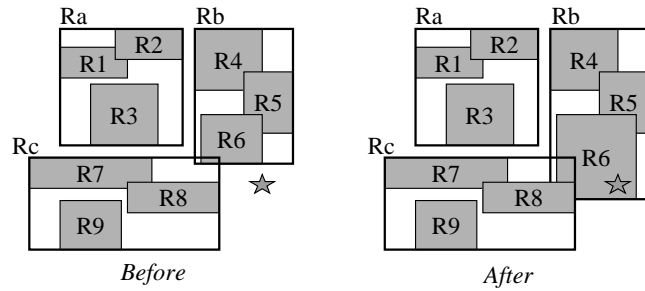 Ra Rb Ra Rb
R2 R2
R1 R4 R1 R4
R5 R5
R3 R3
R6
Rc Rc R6
R7 R7
R8 R8
R9 R9
Before After